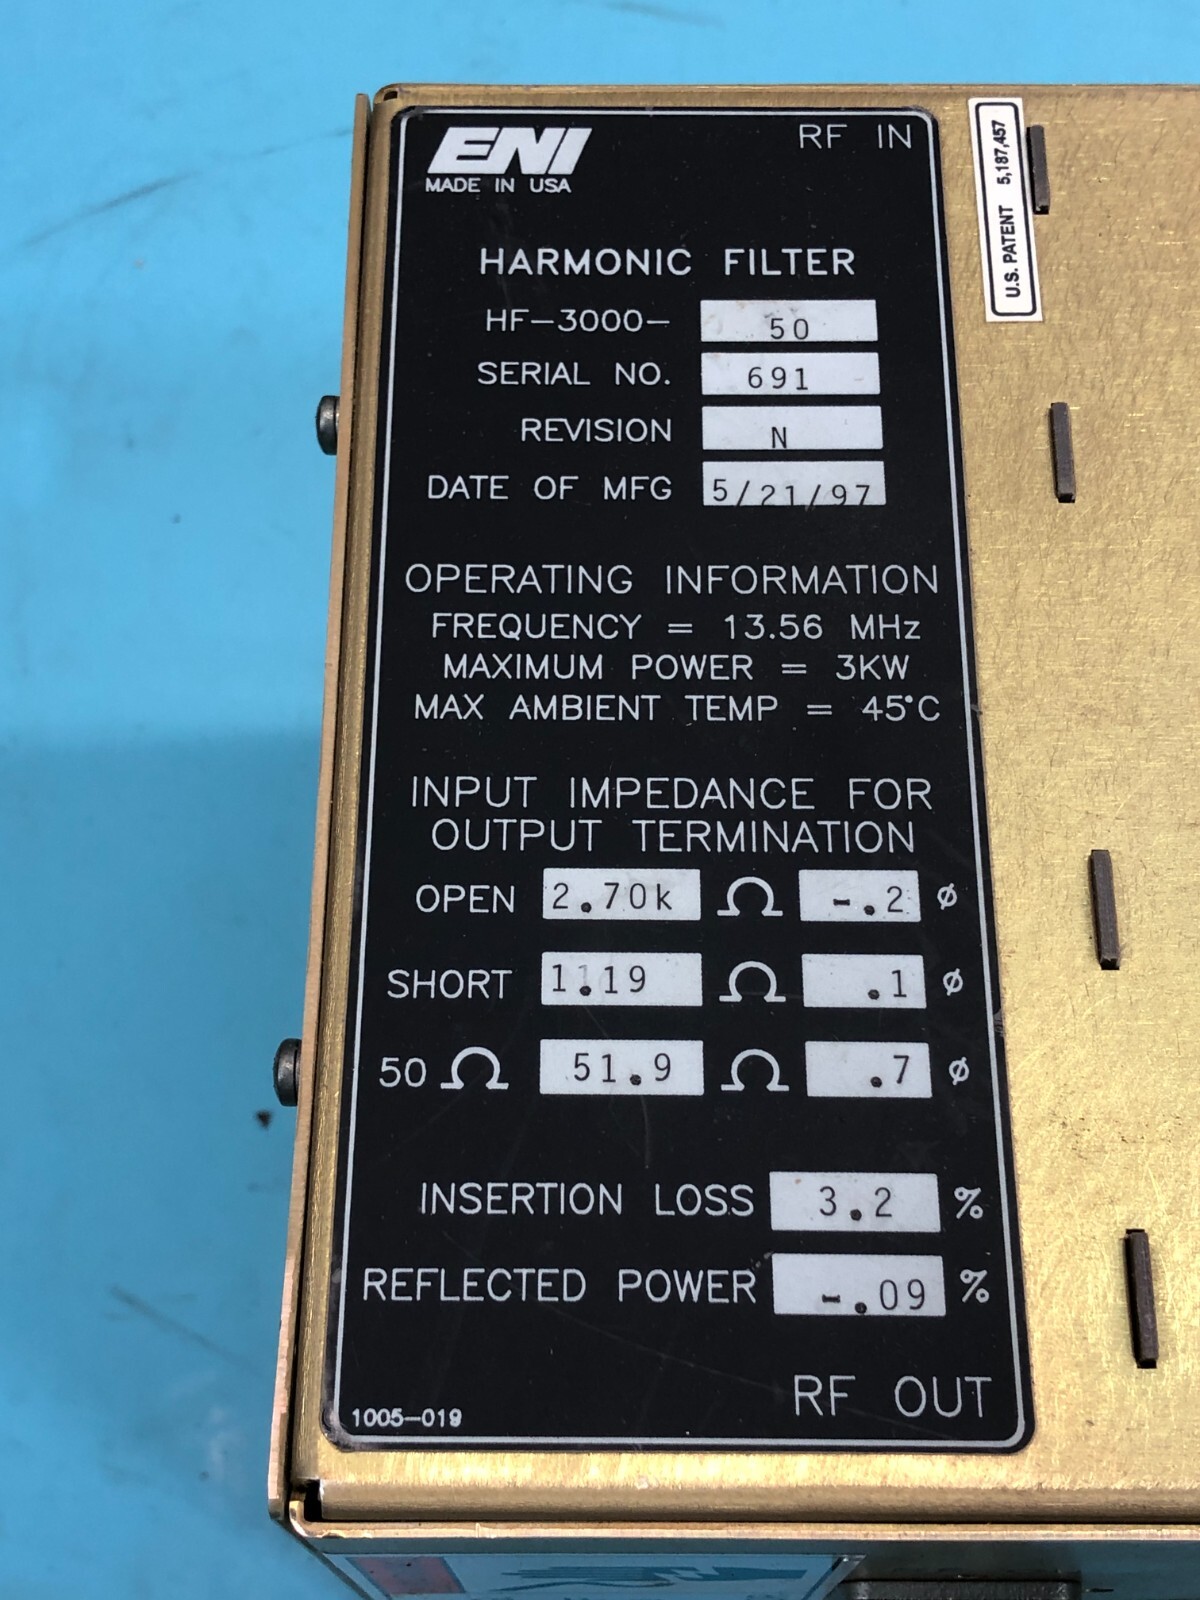 ENI RF IN
MADE IN USA
U.S. PATENT 5,187,457
HARMONIC FILTER
HF-3000- 50
SERIAL NO. 691
REVISION N
DATE OF MFG 5/21/97
OPERATING INFORMATION
FREQUENCY = 13.56 MHz
MAXIMUM POWER = 3KW
MAX AMBIENT TEMP = 45°C
INPUT IMPEDANCE FOR
OUTPUT TERMINATION
OPEN 2.70k Ω -.2 ϕ
SHORT 1.19 Ω .1 ϕ
50 Ω 51.9 Ω .7 ϕ
INSERTION LOSS 3.2 %
REFLECTED POWER -.09 %
RF OUT
1005-019